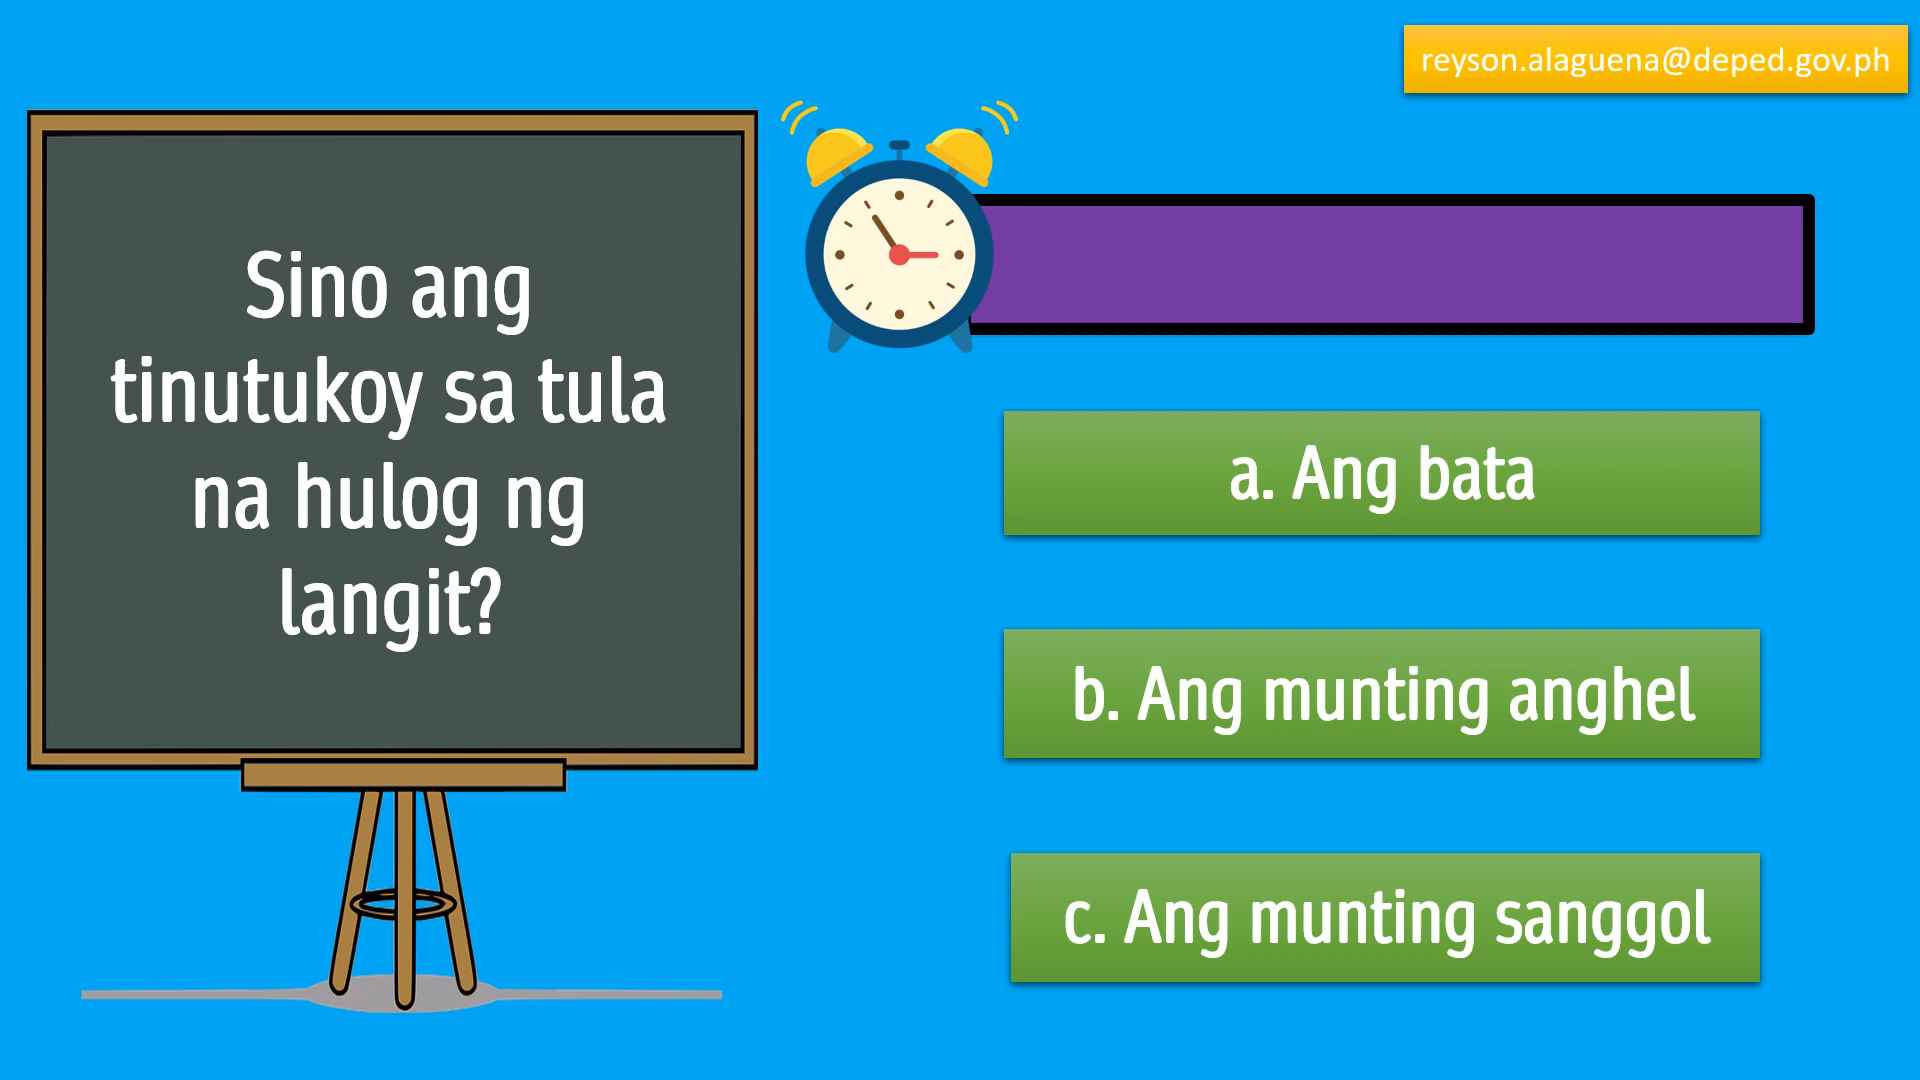 reyson.alaguena@deped.gov.ph
Sino ang
tinutukoy sa tula
na hulog ng
langit?
a. Ang bata
b. Ang munting anghel
c. Ang munting sanggol